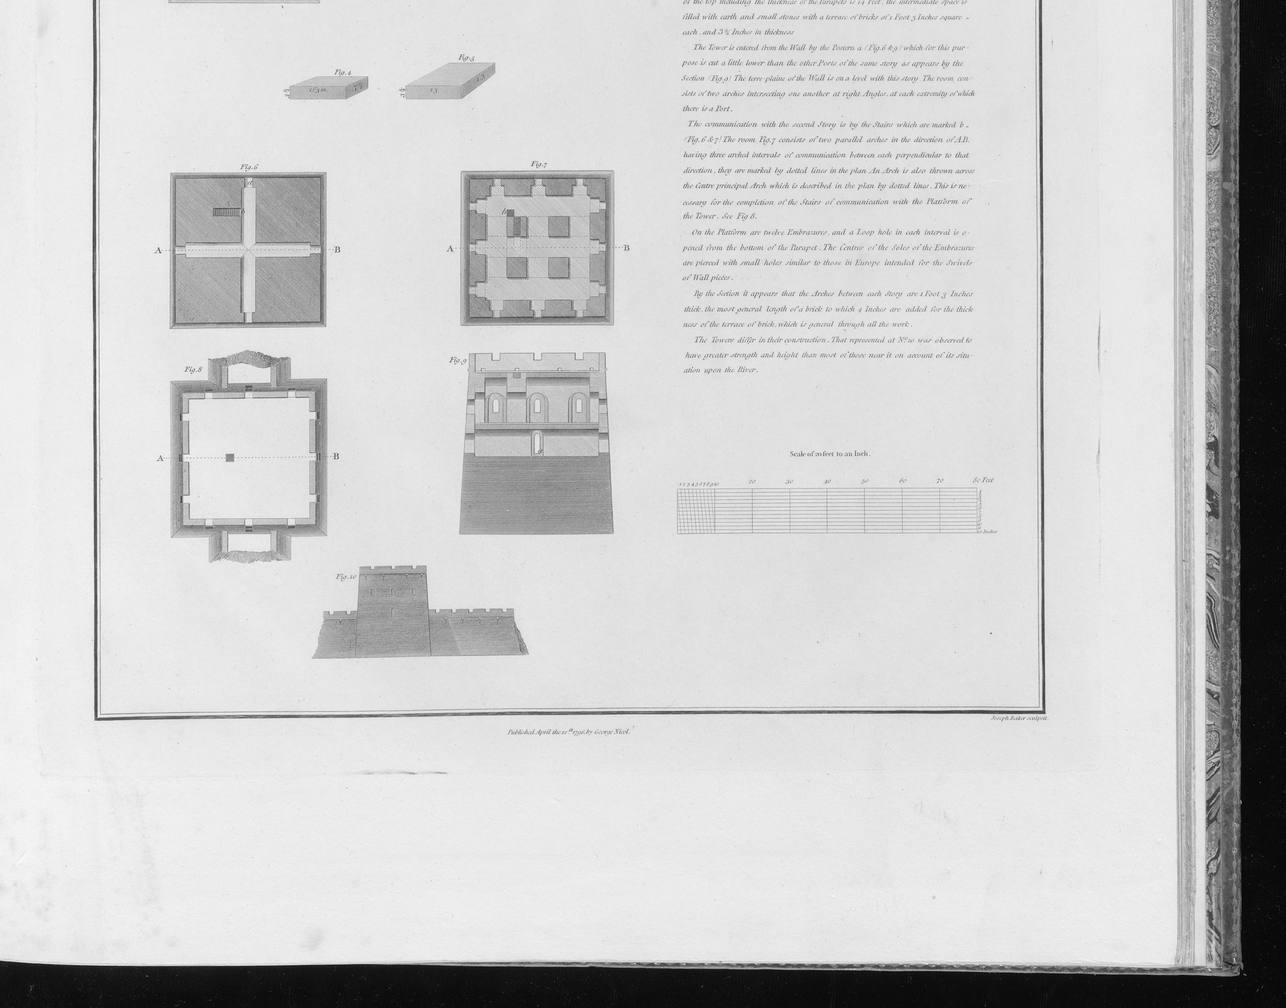 of the top including the thickness of the Parapets is 14 Feet, the intermediate space is
filled with earth and small stones with a terrace of bricks of 1 Foot 3 Inches square
each, and 3¾ Inches in thickness
The Tower is entered from the Wall by the Postern a (Fig. 6 & 9) which for this pur-
pose is cut a little lower than the other Ports of the same story as appears by the
Section (Fig. 9) The terre-plaine of the Wall is on a level with this story. The room con-
sists of two arches intersecting one another at right Angles, at each extremity of which
there is a Port.
The communication with the second Story is by the Stairs which are marked b.
(Fig. 6 & 7) The room Fig. 7 consists of two parallel arches in the direction of A.B.
having three arched intervals of communication between each perpendicular to that
direction, they are marked by dotted lines in the plan. An Arch is also thrown across
the Centre principal Arch which is described in the plan by dotted lines. This is ne-
cessary for the completion of the Stairs of communication with the Platform of
the Tower. See Fig 8.
On the Platform are twelve Embrazures, and a Loop hole in each interval is o-
pened from the bottom of the Parapet. The Centres of the Soles of the Embrazures
are pierced with small holes similar to those in Europe intended for the Swivels
of Wall pieces.
By the Section it appears that the Arches between each Story are 1 Foot 3 Inches
thick, the most general length of a brick to which 4 Inches are added for the thick
ness of the terrace of brick, which is general through all the work.
The Towers differ in their construction. That represented at No. 10 was observed to
have greater strength and height than most of those near it on account of its situ-
ation upon the River.
Fig. 4
Fig. 5
13
Fig. 6
b
A
B
Fig. 7
b
A
B
Fig. 8
A
B
Fig. 9
a
Fig. 10
Scale of 20 feet to an Inch.
1 2 3 4 5 6 7 8 9 10 20 30 40 50 60 70 80 Feet
Inches
Joseph Baker sculpsit
Published April the 12th 1796, by George Nicol.